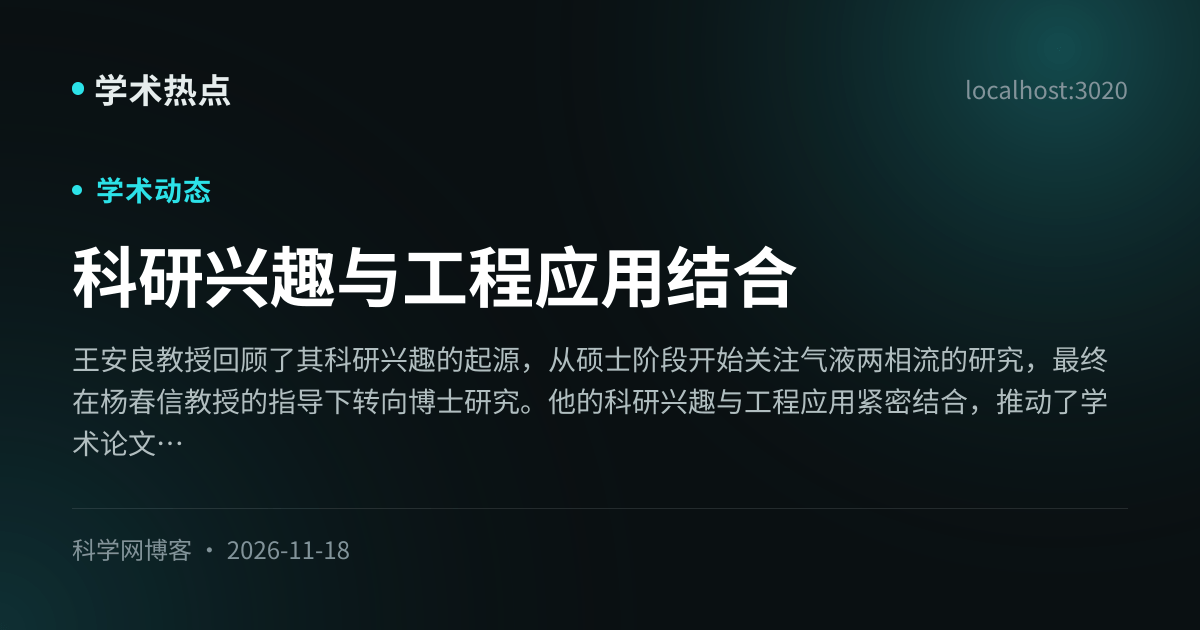 学术热点
localhost:3020
学术动态
科研兴趣与工程应用结合
王安良教授回顾了其科研兴趣的起源，从硕士阶段开始关注气液两相流的研究，最终
在杨春信教授的指导下转向博士研究。他的科研兴趣与工程应用紧密结合，推动了学
术论文…
科学网博客 · 2026-11-18